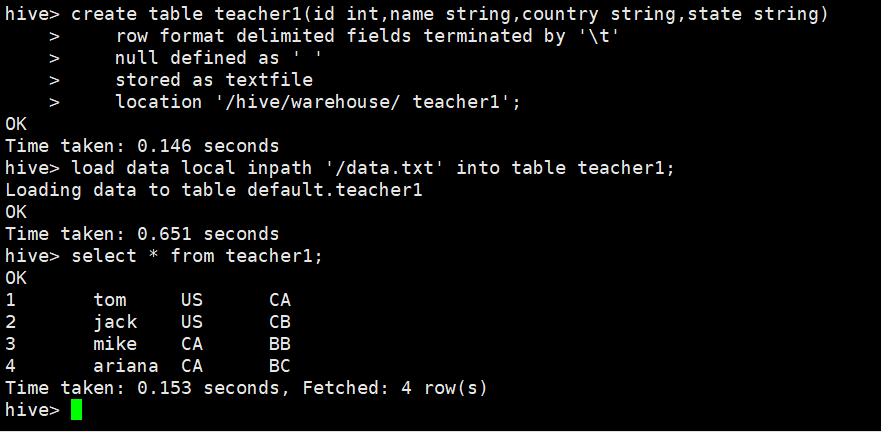 hive> create table teacher1(id int,name string,country string,state string)
    >     row format delimited fields terminated by '\t'
    >     null defined as ' '
    >     stored as textfile
    >     location '/hive/warehouse/ teacher1';
OK
Time taken: 0.146 seconds
hive> load data local inpath '/data.txt' into table teacher1;
Loading data to table default.teacher1
OK
Time taken: 0.651 seconds
hive> select * from teacher1;
OK
1       tom     US      CA
2       jack    US      CB
3       mike    CA      BB
4       ariana  CA      BC
Time taken: 0.153 seconds, Fetched: 4 row(s)
hive>